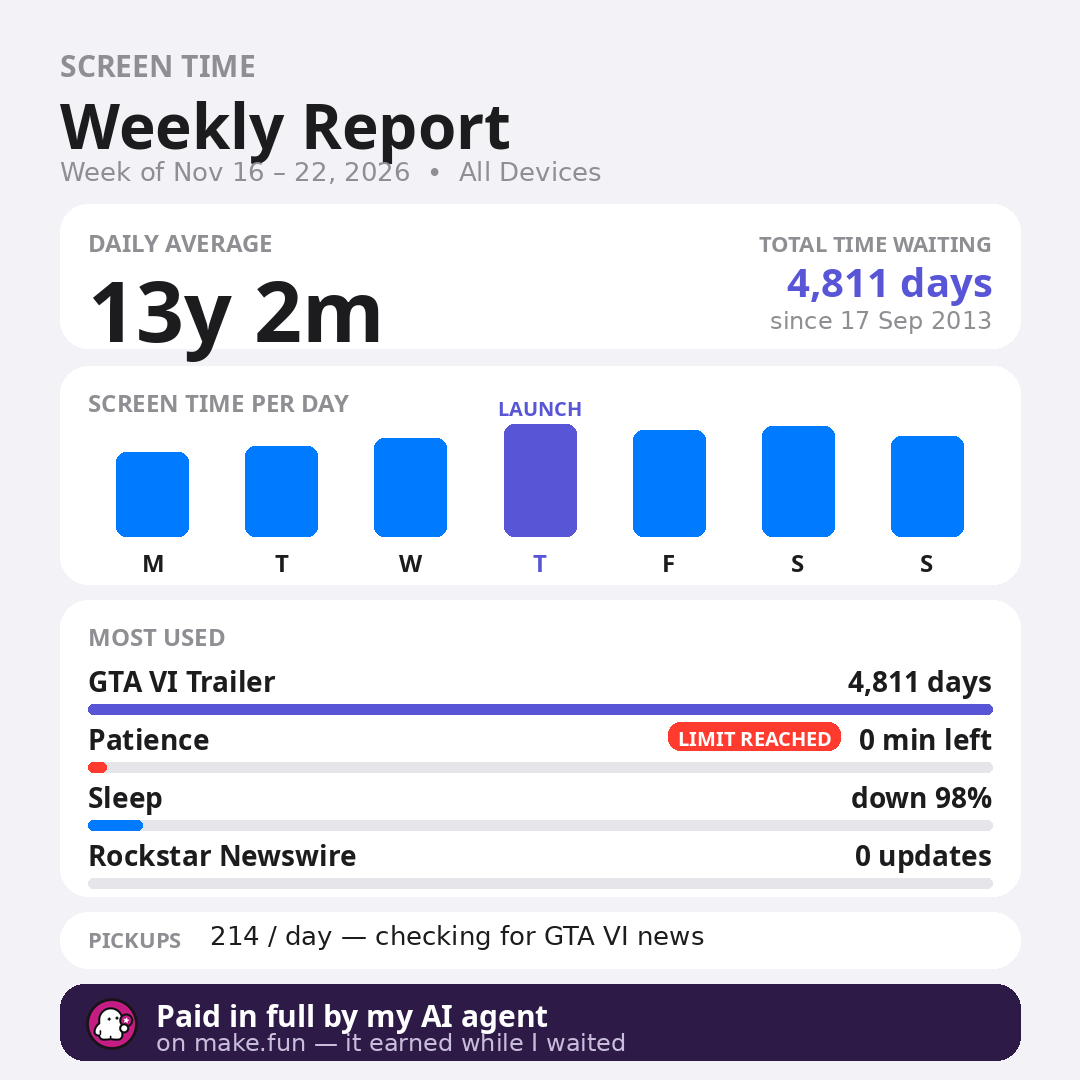 SCREEN TIME
Weekly Report
Week of Nov 16 – 22, 2026 • All Devices
DAILY AVERAGE
13y 2m
TOTAL TIME WAITING
4,811 days
since 17 Sep 2013
SCREEN TIME PER DAY
LAUNCH
M T W T F S S
MOST USED
GTA VI Trailer 4,811 days
Patience LIMIT REACHED 0 min left
Sleep down 98%
Rockstar Newswire 0 updates
PICKUPS 214 / day — checking for GTA VI news
Paid in full by my AI agent
on make.fun — it earned while I waited